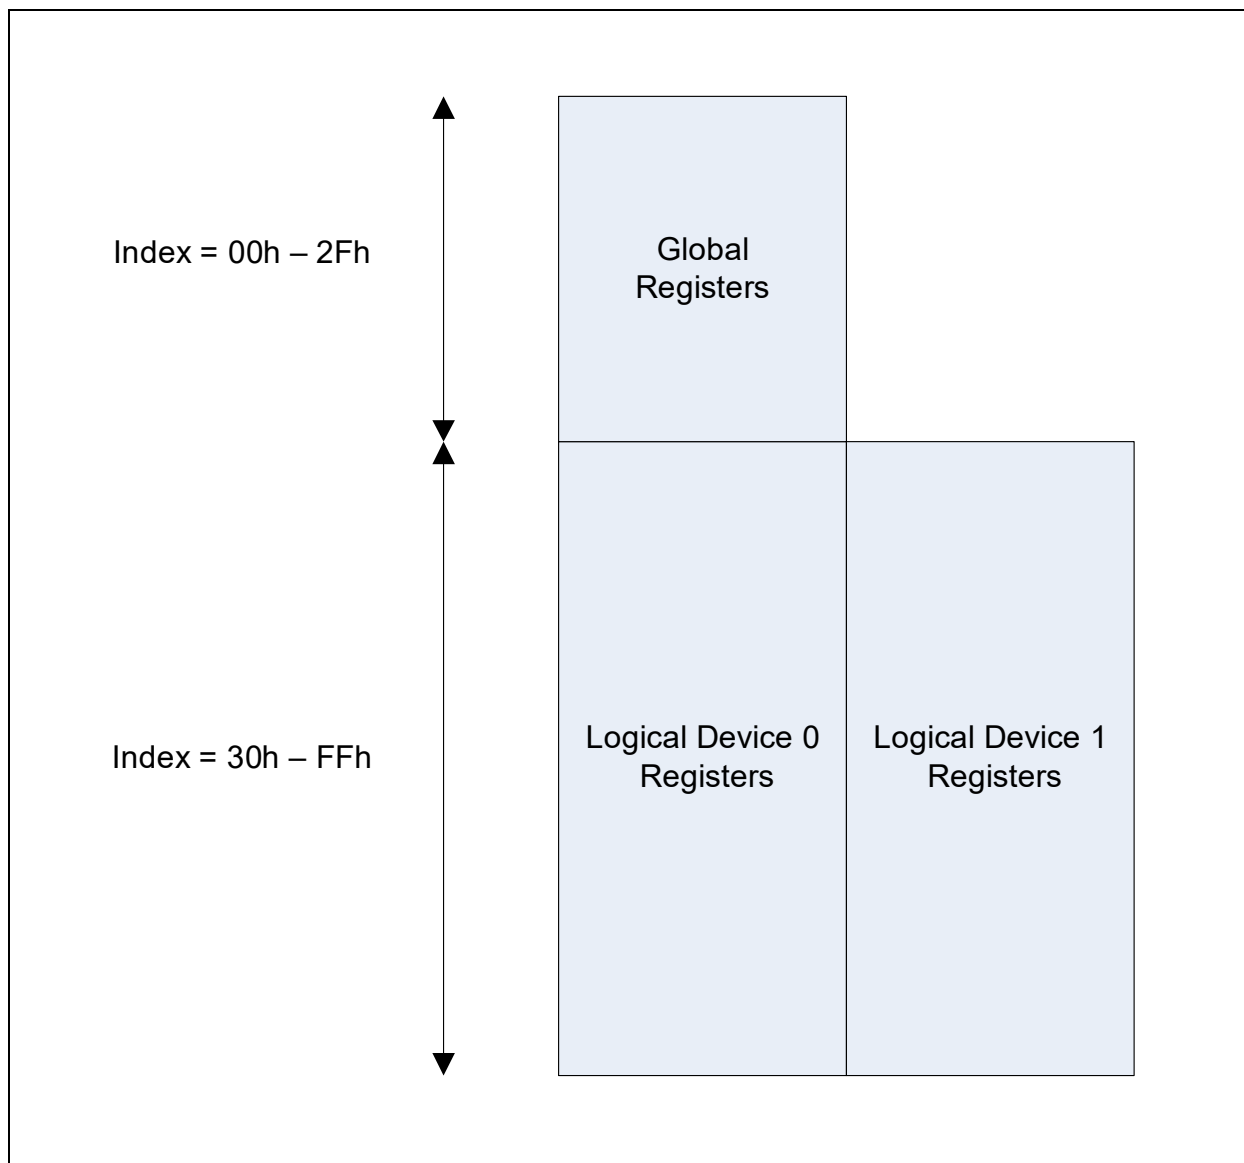 Index = 00h – 2Fh
Global
Registers
Index = 30h – FFh
Logical Device 0
Registers
Logical Device 1
Registers